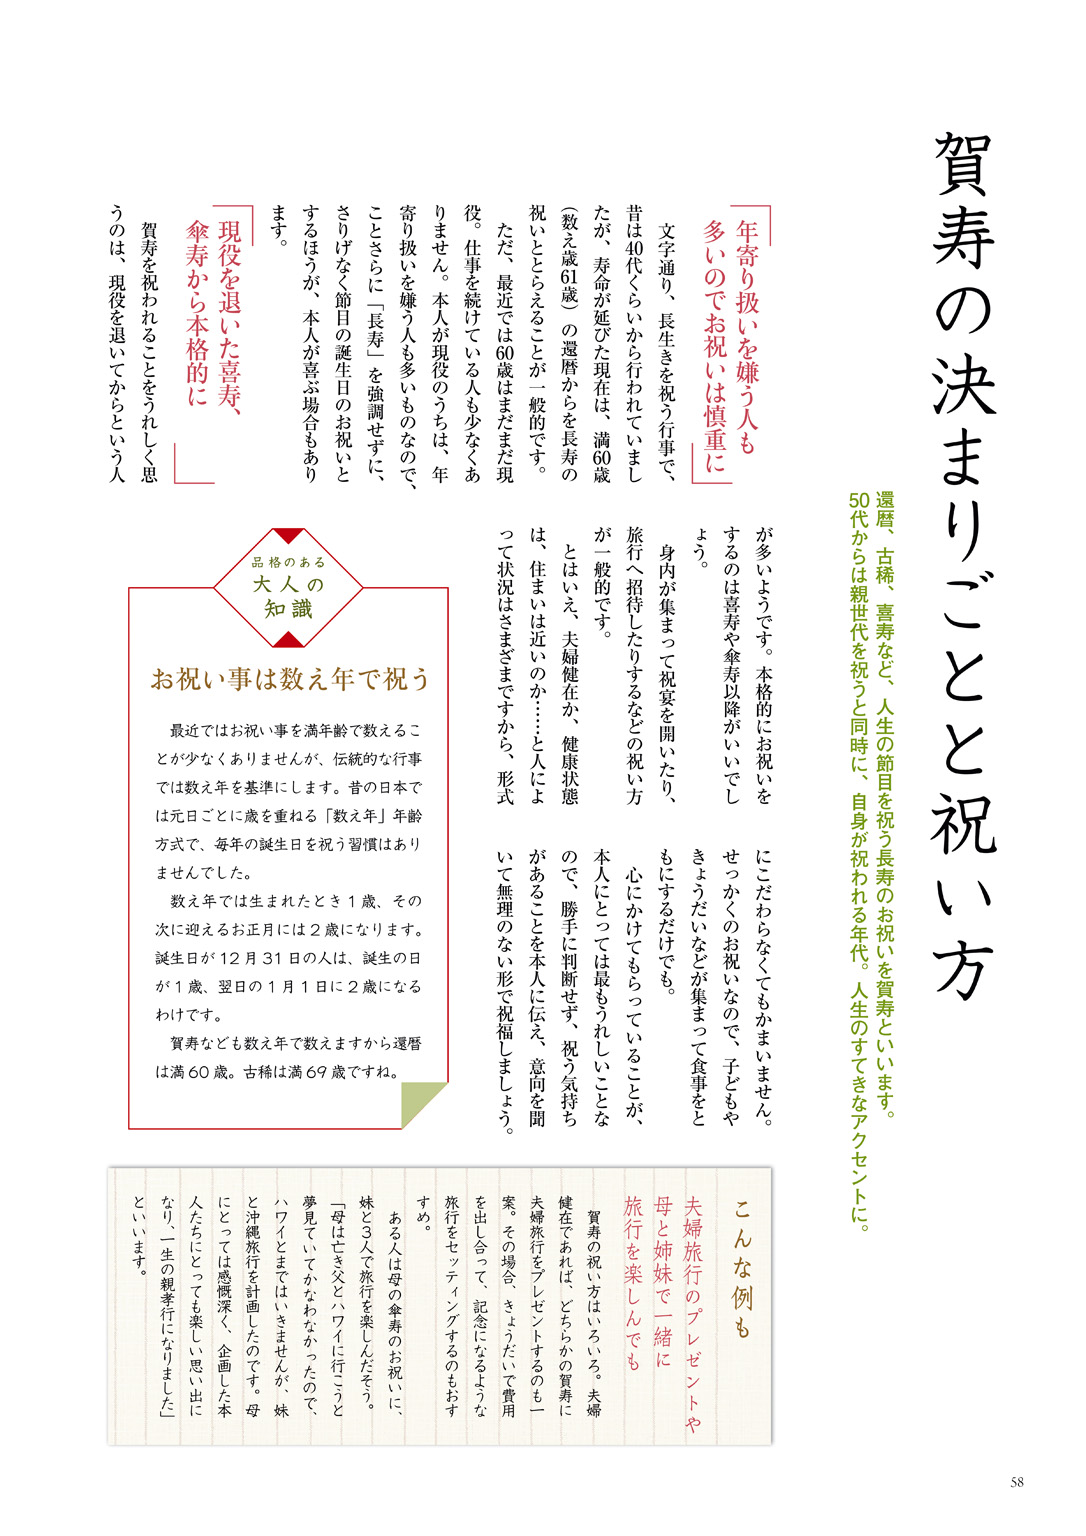 賀寿の決まりごとと祝い方
還暦、古稀、喜寿など、人生の節目を祝う長寿のお祝いを賀寿といいます。
50代からは親世代を祝うと同時に、自身が祝われる年代。人生のすてきなアクセントに。
年寄り扱いを嫌う人も
多いのでお祝いは慎重に
文字通り、長生きを祝う行事で、
昔は40代くらいから行われていまし
たが、寿命が延びた現在は、満60歳
（数え歳61歳）の還暦からを長寿の
祝いととらえることが一般的です。
ただ、最近では60歳はまだまだ現
役。仕事を続けている人も少なくあ
りません。本人が現役のうちは、年
寄り扱いを嫌う人も多いものなので、
ことさらに「長寿」を強調せずに、
さりげなく節目の誕生日のお祝いと
するほうが、本人が喜ぶ場合もあり
ます。
現役を退いた喜寿、
傘寿から本格的に
賀寿を祝われることをうれしく思
うのは、現役を退いてからという人
が多いようです。本格的にお祝いを
するのは喜寿や傘寿以降がいいでし
ょう。
身内が集まって祝宴を開いたり、
旅行へ招待したりするなどの祝い方
が一般的です。
とはいえ、夫婦健在か、健康状態
は、住まいは近いのか……と人によ
って状況はさまざまですから、形式
にこだわらなくてもかまいません。
せっかくのお祝いなので、子どもや
きょうだいなどが集まって食事をと
もにするだけでも。
心にかけてもらっていることが、
本人にとっては最もうれしいことな
ので、勝手に判断せず、祝う気持ち
があることを本人に伝え、意向を聞
いて無理のない形で祝福しましょう。
品格のある
大人の
知識
お祝い事は数え年で祝う
最近ではお祝い事を満年齢で数えるこ
とが少なくありませんが、伝統的な行事
では数え年を基準にします。昔の日本で
は元日ごとに歳を重ねる「数え年」年齢
方式で、毎年の誕生日を祝う習慣はあり
ませんでした。
数え年では生まれたとき1歳、その
次に迎えるお正月には2歳になります。
誕生日が12月31日の人は、誕生の日
が1歳、翌日の1月1日に2歳になる
わけです。
賀寿なども数え年で数えますから還暦
は満60歳。古稀は満69歳ですね。
こんな例も
夫婦旅行のプレゼントや
母と姉妹で一緒に
旅行を楽しんでも
賀寿の祝い方はいろいろ。夫婦
健在であれば、どちらかの賀寿に
夫婦旅行をプレゼントするのも一
案。その場合、きょうだいで費用
を出し合って、記念になるような
旅行をセッティングするのもおす
すめ。
ある人は母の傘寿のお祝いに、
妹と3人で旅行を楽しんだそう。
「母は亡き父とハワイに行こうと
夢見ていてかなわなかったので、
ハワイとまではいきませんが、妹
と沖縄旅行を計画したのです。母
にとっては感慨深く、企画した本
人たちにとっても楽しい思い出に
なり、一生の親孝行になりました」
といいます。
58